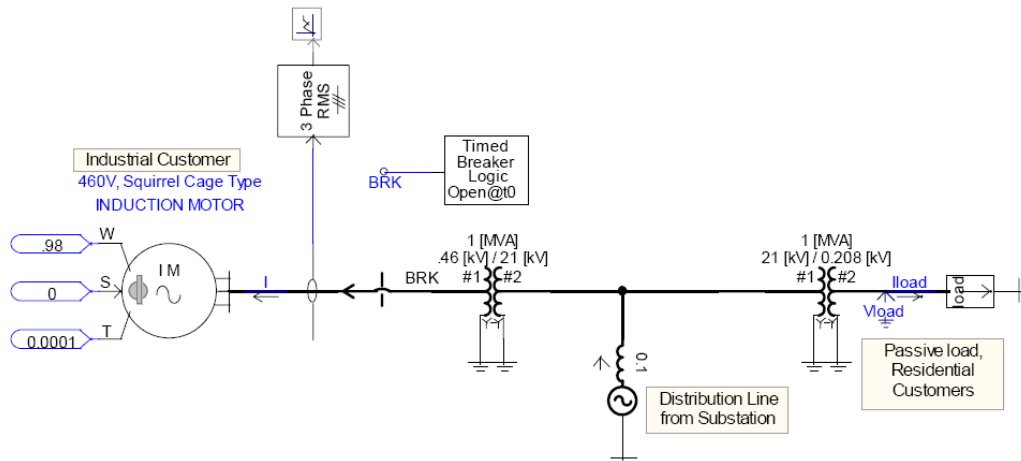 3 Phase
RMS
Industrial Customer
460V, Squirrel Cage Type
INDUCTION MOTOR
BRK
Timed
Breaker
Logic
Open@t0
.98
W
0
S
0.0001
T
I M
I
BRK
1 [MVA]
.46 [kV] / 21 [kV]
#1
#2
Y-Y
0.1
Distribution Line
from Substation
1 [MVA]
21 [kV] / 0.208 [kV]
#1
#2
Y-Y
Iload
Vload
load
Passive load,
Residential
Customers